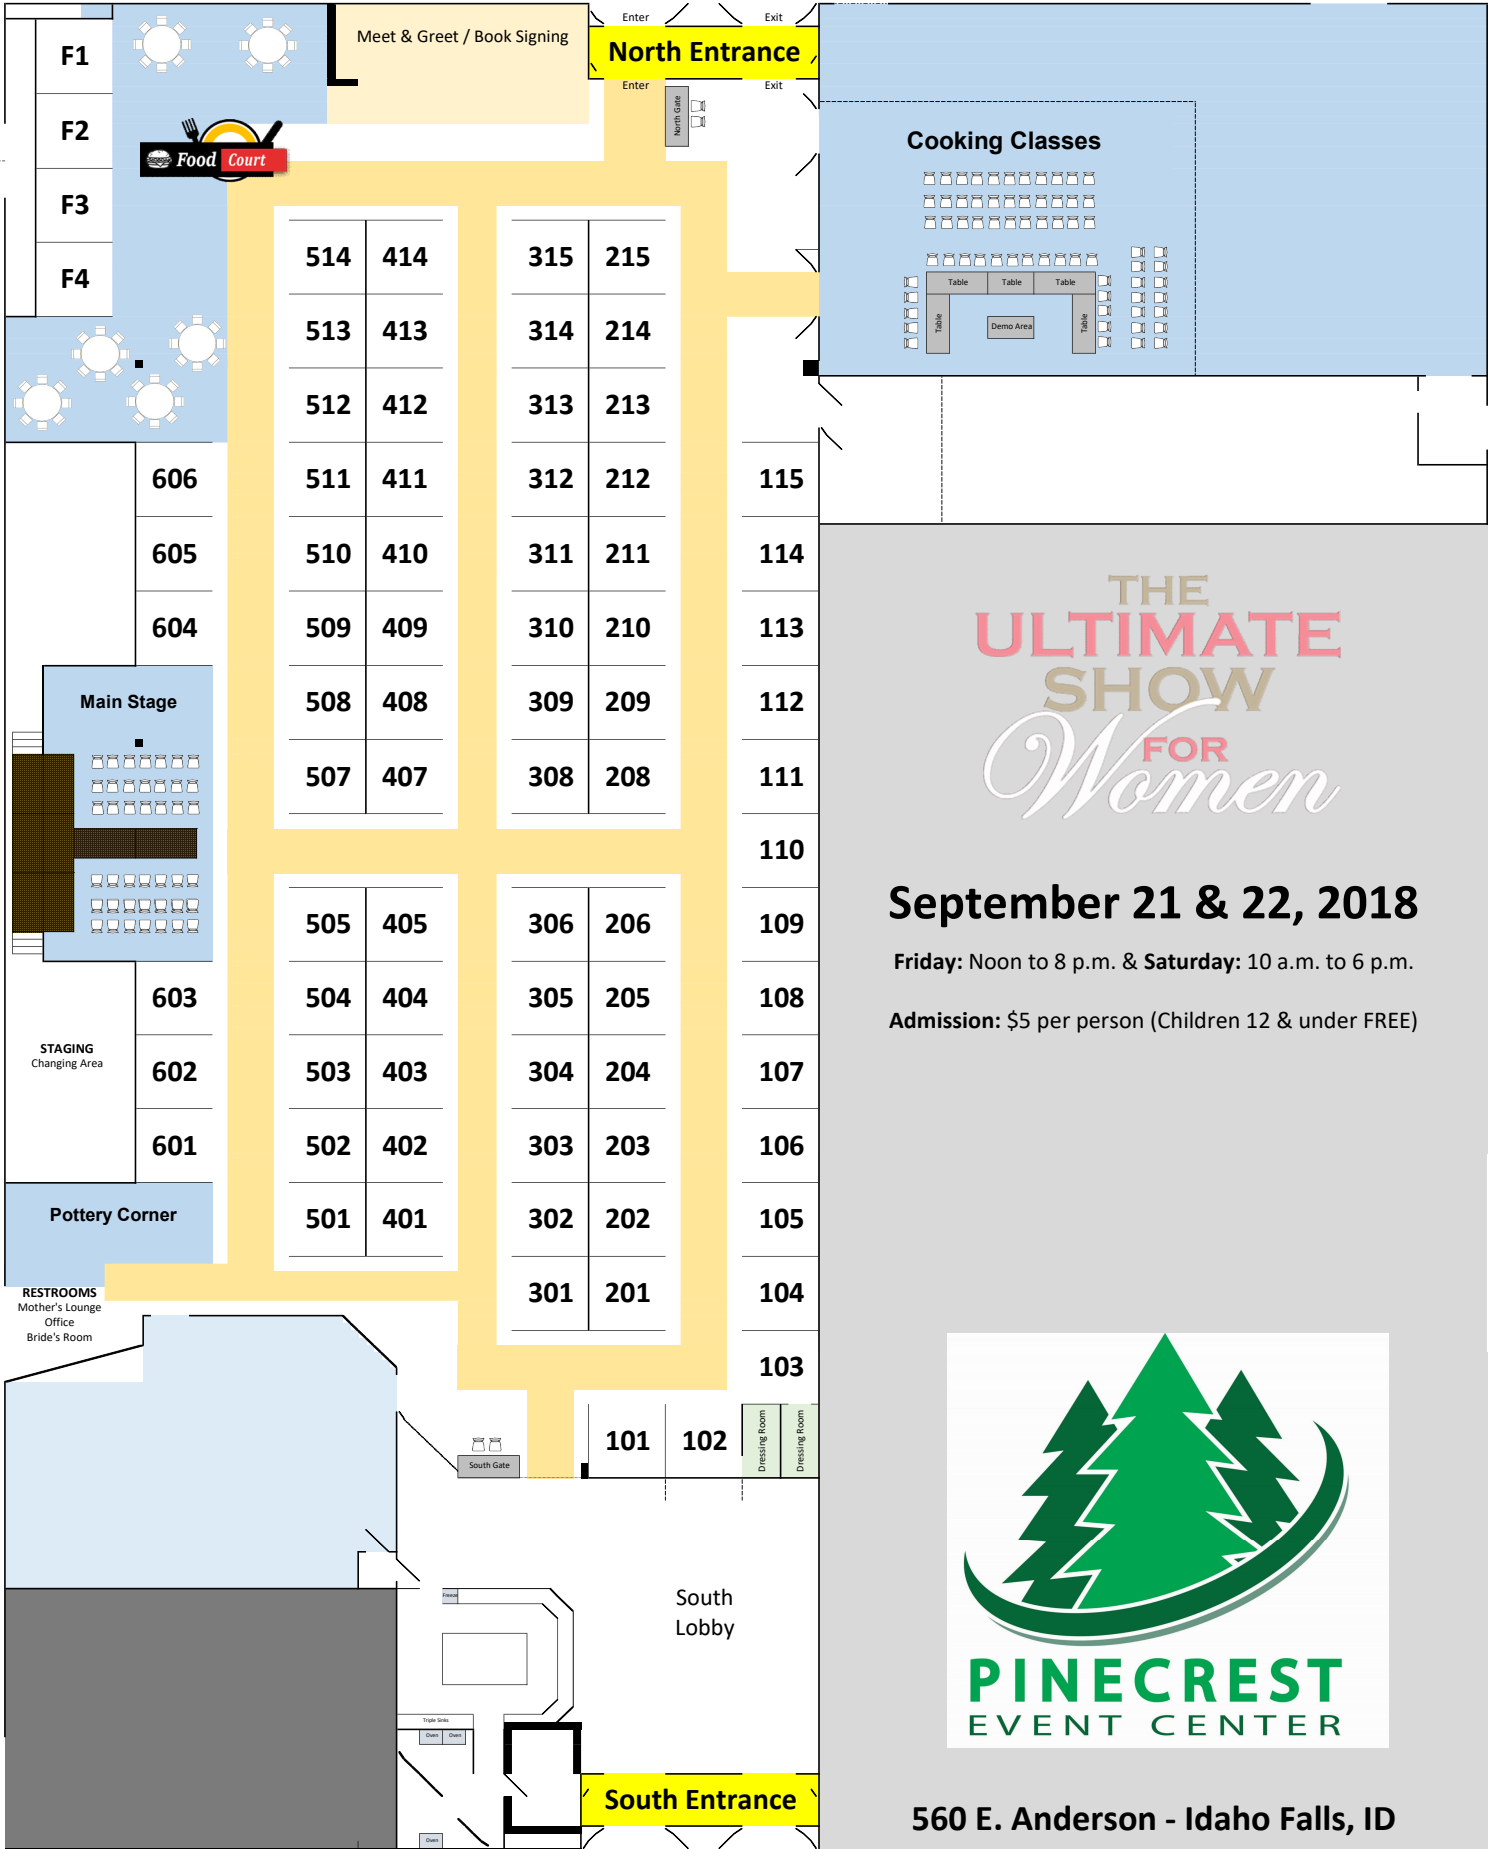 Enter
Exit
North Entrance
Enter
Exit
North Gate
Meet & Greet / Book Signing
F1
F2
F3
F4
Food Court
Cooking Classes
Table
Table
Table
Table
Demo Area
Table
514 414
513 413
512 412
511 411
510 410
509 409
508 408
507 407
505 405
504 404
503 403
502 402
501 401
315 215
314 214
313 213
312 212
311 211
310 210
309 209
308 208
306 206
305 205
304 204
303 203
302 202
301 201
115
114
113
112
111
110
109
108
107
106
105
104
103
101
102
Dressing Room
Dressing Room
606
605
604
Main Stage
603
602
601
STAGING
Changing Area
Pottery Corner
RESTROOMS
Mother's Lounge
Office
Bride's Room
South Gate
South
Lobby
Freezer
Triple Sinks
Oven
Oven
Oven
South Entrance
THE
ULTIMATE
SHOW
FOR
Women
September 21 & 22, 2018
Friday: Noon to 8 p.m. & Saturday: 10 a.m. to 6 p.m.
Admission: $5 per person (Children 12 & under FREE)
PINECREST
EVENT CENTER
560 E. Anderson - Idaho Falls, ID